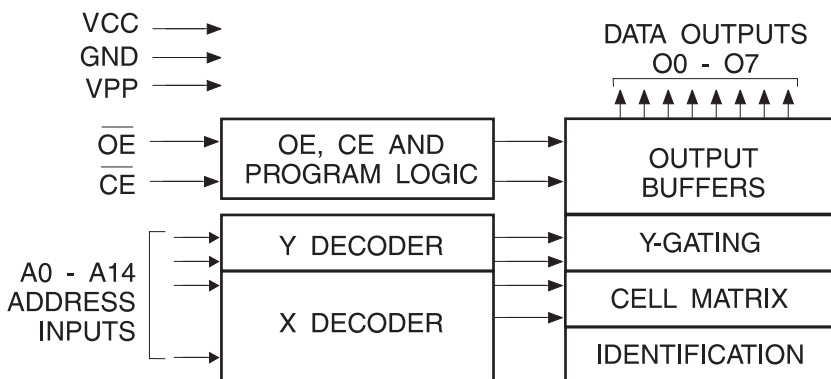 VCC
GND
VPP
OE
CE
A0 - A14
ADDRESS
INPUTS
OE, CE AND
PROGRAM LOGIC
Y DECODER
X DECODER
DATA OUTPUTS
O0 - O7
OUTPUT
BUFFERS
Y-GATING
CELL MATRIX
IDENTIFICATION